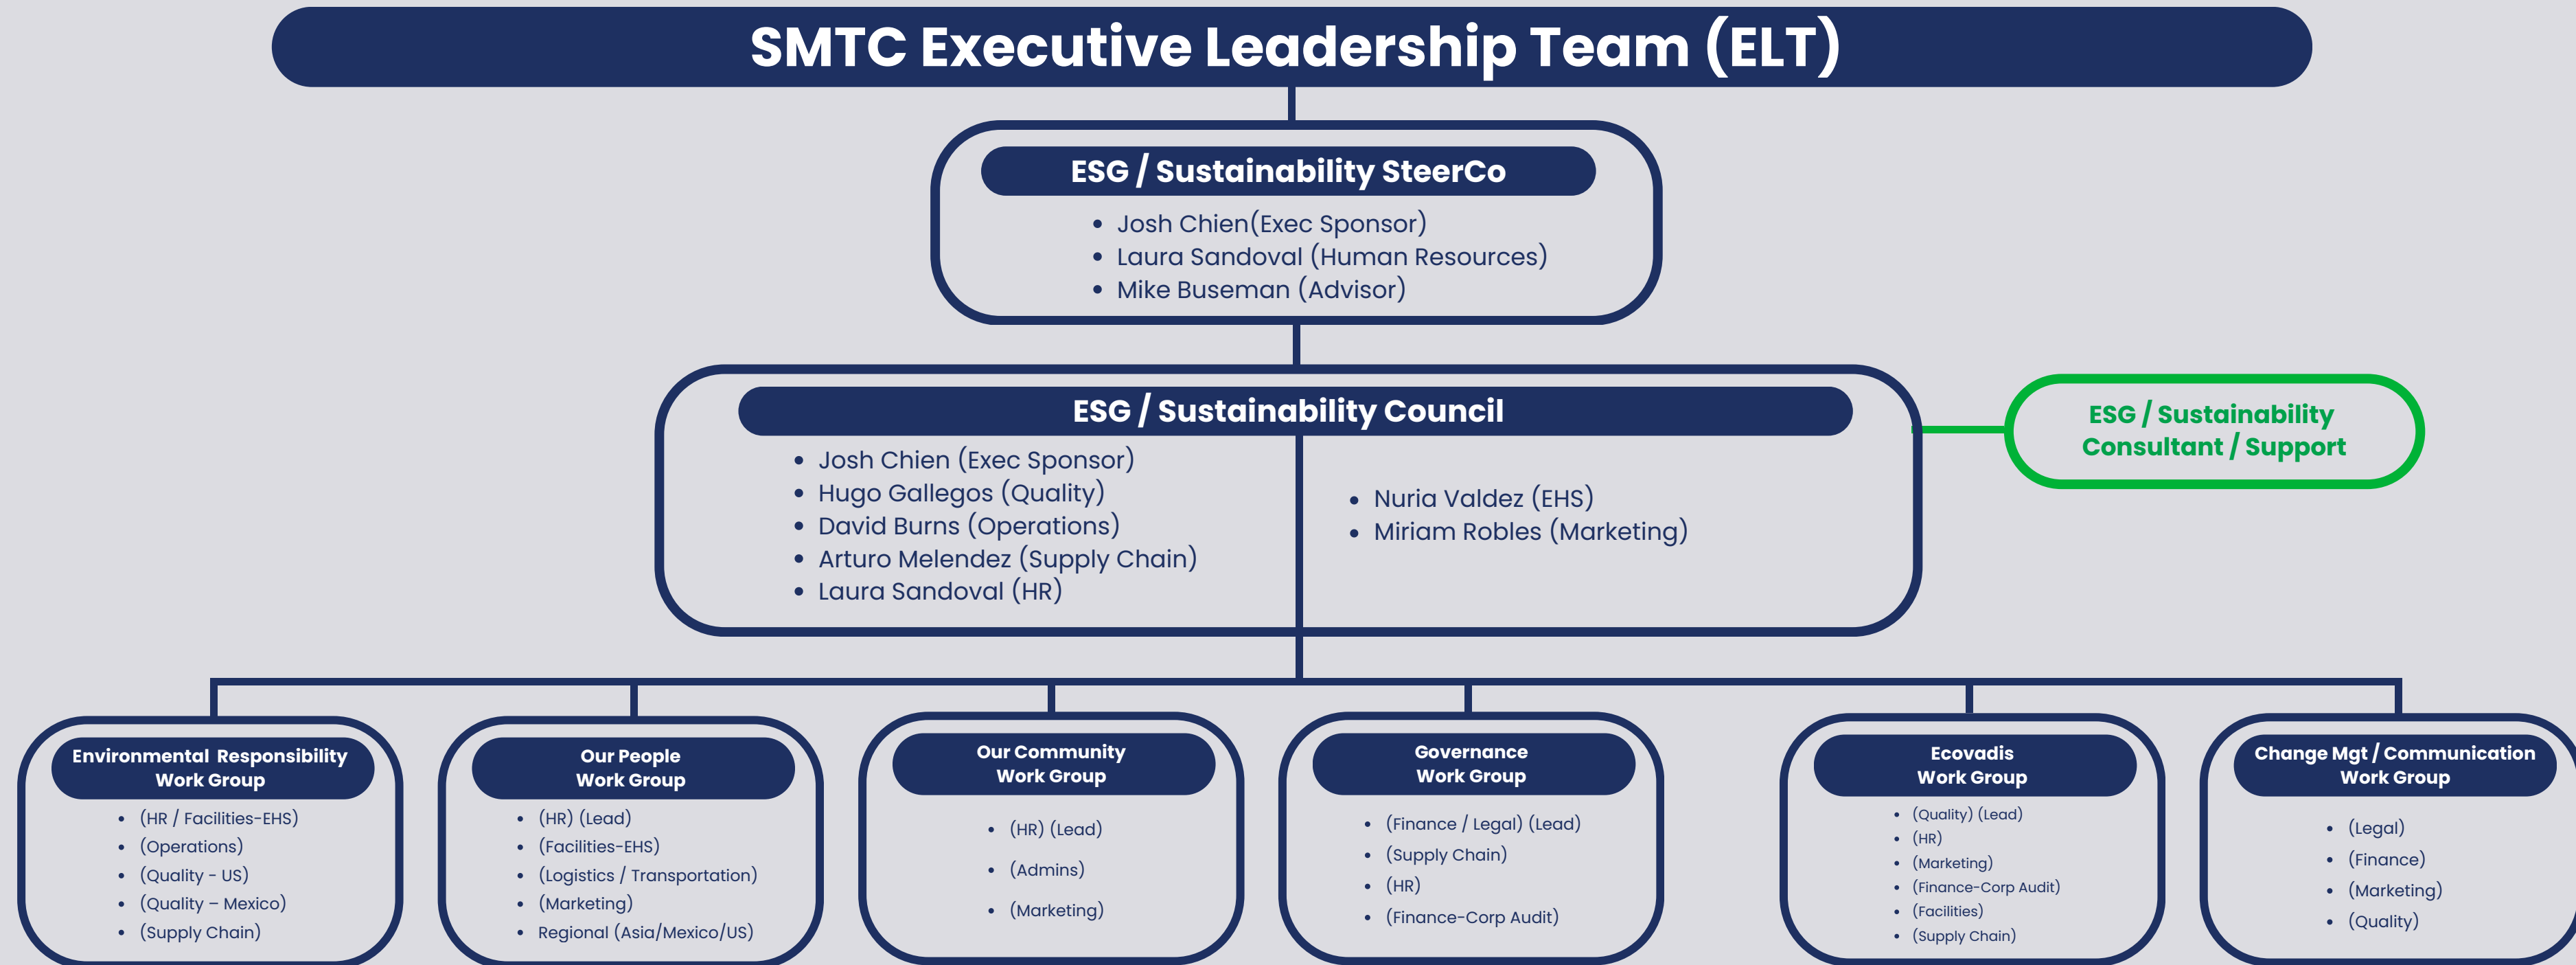 SMTC Executive Leadership Team (ELT)
ESG / Sustainability SteerCo
• Josh Chien(Exec Sponsor)
• Laura Sandoval (Human Resources)
• Mike Buseman (Advisor)
ESG / Sustainability Council
• Josh Chien (Exec Sponsor)
• Hugo Gallegos (Quality)
• David Burns (Operations)
• Arturo Melendez (Supply Chain)
• Laura Sandoval (HR)
• Nuria Valdez (EHS)
• Miriam Robles (Marketing)
ESG / Sustainability
Consultant / Support
Environmental Responsibility
Work Group
• (HR / Facilities-EHS)
• (Operations)
• (Quality - US)
• (Quality – Mexico)
• (Supply Chain)
Our People
Work Group
• (HR) (Lead)
• (Facilities-EHS)
• (Logistics / Transportation)
• (Marketing)
• Regional (Asia/Mexico/US)
Our Community
Work Group
• (HR) (Lead)
• (Admins)
• (Marketing)
Governance
Work Group
• (Finance / Legal) (Lead)
• (Supply Chain)
• (HR)
• (Finance-Corp Audit)
Ecovadis
Work Group
• (Quality) (Lead)
• (HR)
• (Marketing)
• (Finance-Corp Audit)
• (Facilities)
• (Supply Chain)
Change Mgt / Communication
Work Group
• (Legal)
• (Finance)
• (Marketing)
• (Quality)